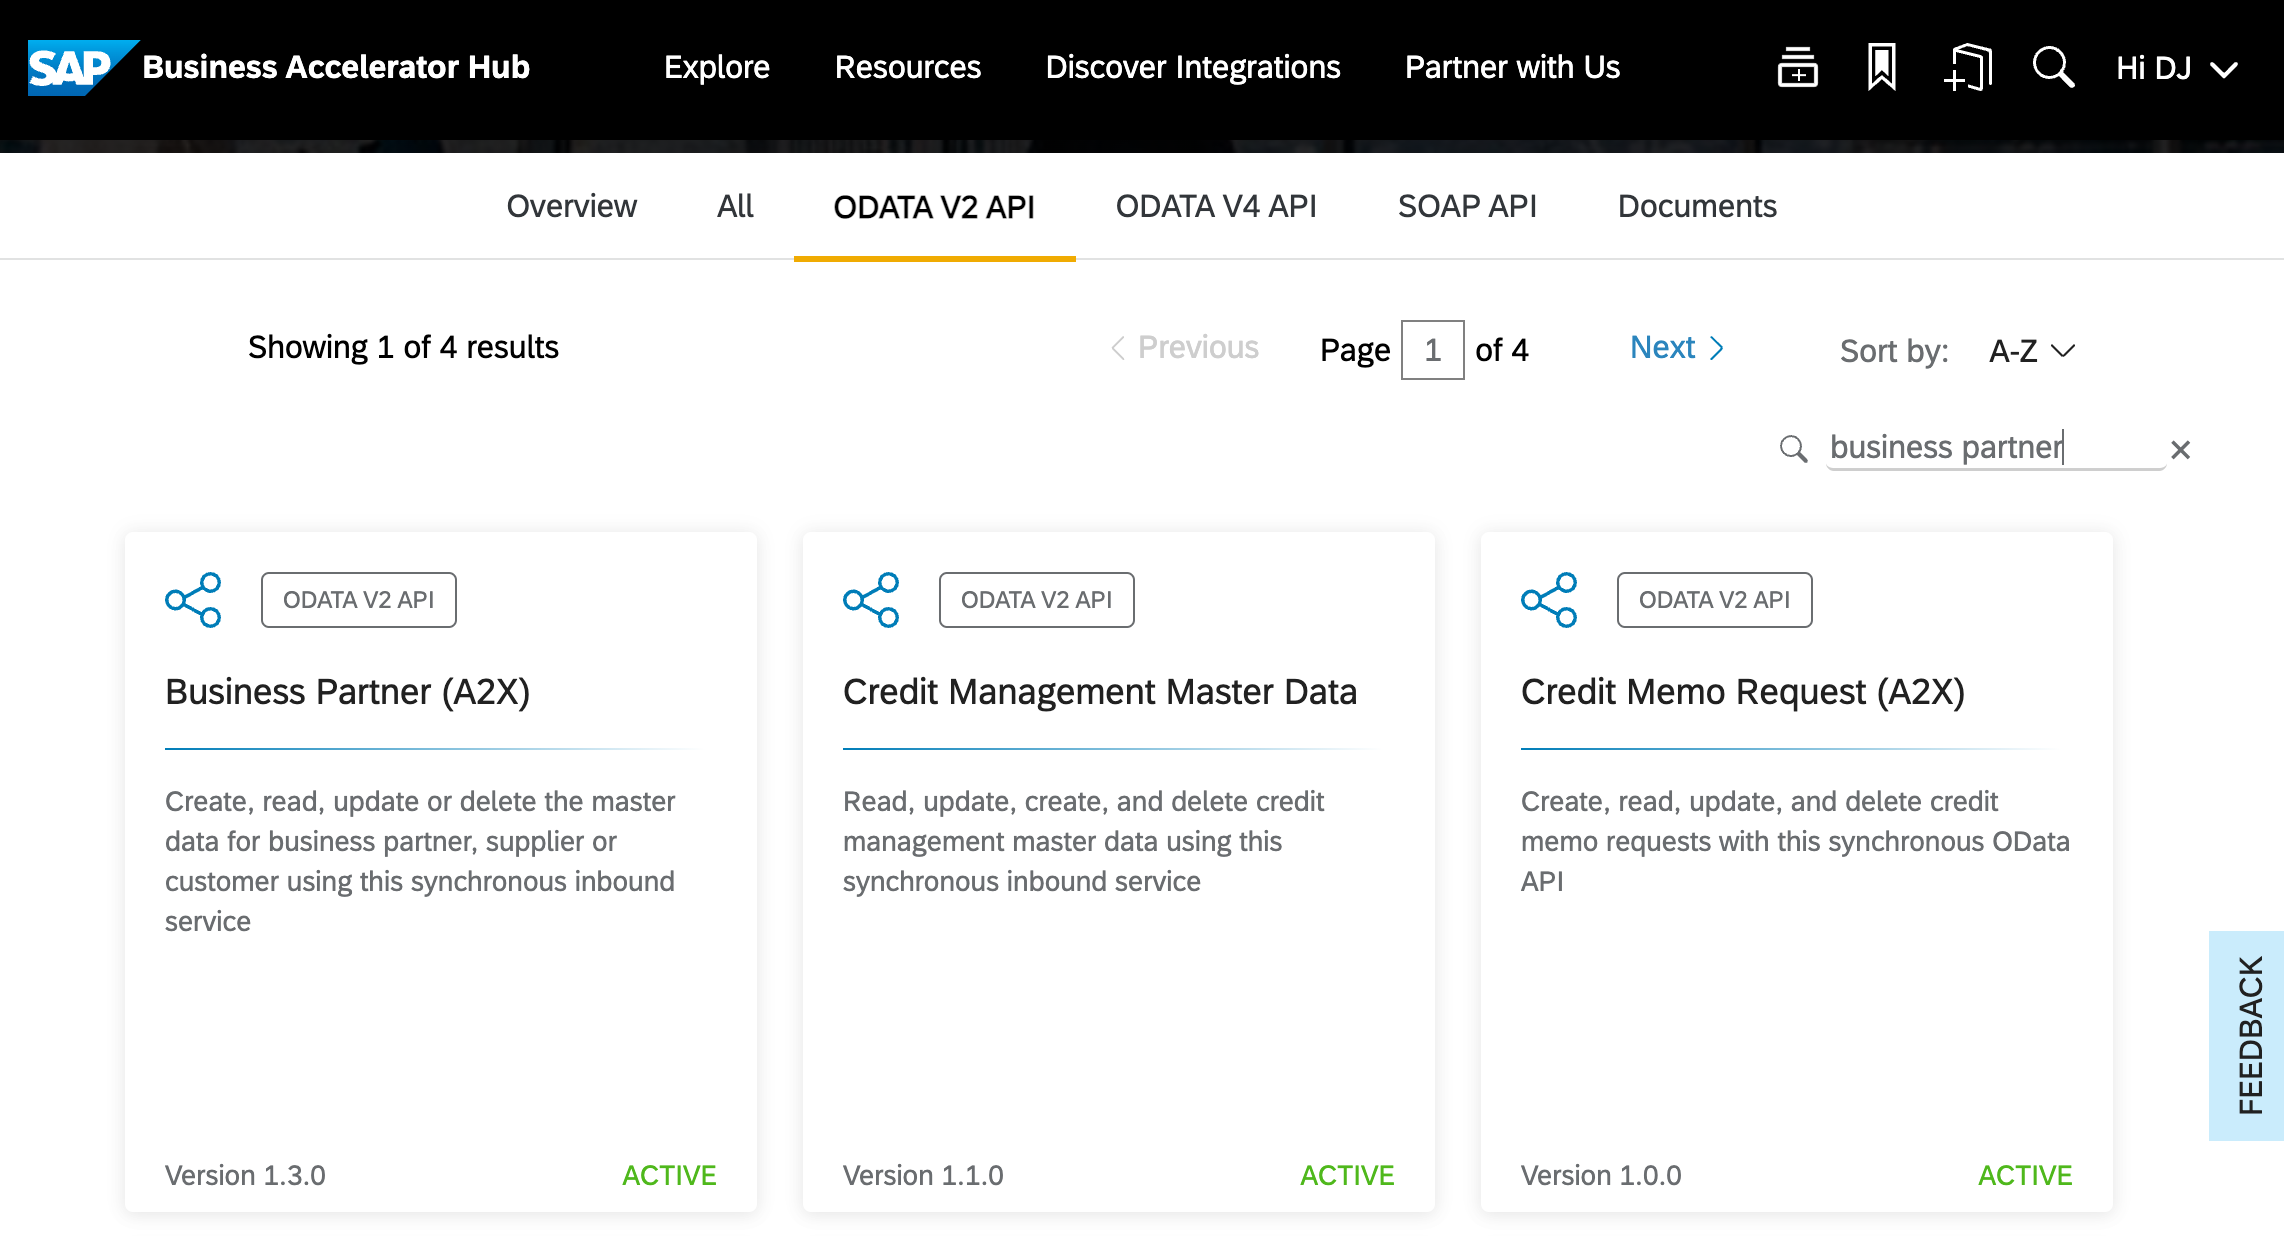 SAP Business Accelerator Hub Explore Resources Discover Integrations Partner with Us Hi DJ
Overview All ODATA V2 API ODATA V4 API SOAP API Documents
Showing 1 of 4 results Previous Page 1 of 4 Next Sort by: A-Z
business partner
ODATA V2 API
Business Partner (A2X)
Create, read, update or delete the master
data for business partner, supplier or
customer using this synchronous inbound
service
Version 1.3.0 ACTIVE
ODATA V2 API
Credit Management Master Data
Read, update, create, and delete credit
management master data using this
synchronous inbound service
Version 1.1.0 ACTIVE
ODATA V2 API
Credit Memo Request (A2X)
Create, read, update, and delete credit
memo requests with this synchronous OData
API
Version 1.0.0 ACTIVE
FEEDBACK